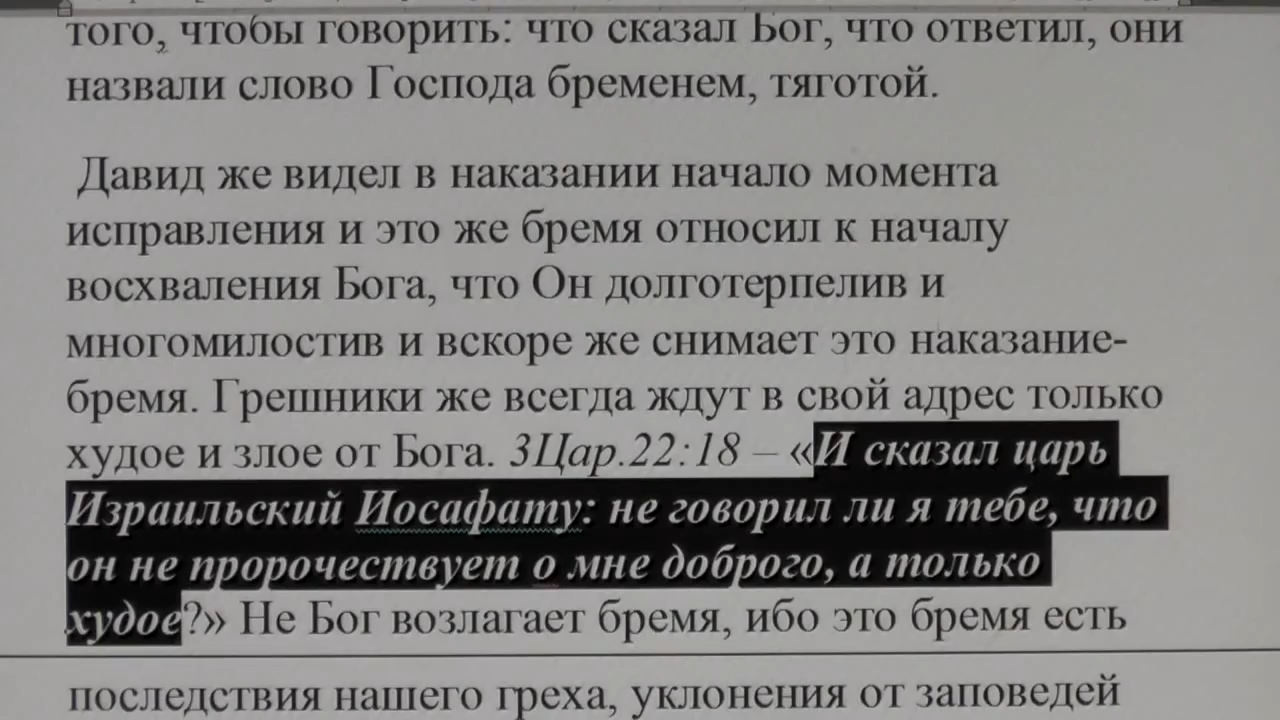 того, чтобы говорить: что сказал Бог, что ответил, они
назвали слово Господа бременем, тяготой.
Давид же видел в наказании начало момента
исправления и это же бремя относил к началу
восхваления Бога, что Он долготерпелив и
многомилостив и вскоре же снимает это наказание-
бремя. Грешники же всегда ждут в свой адрес только
худое и злое от Бога. 3Цар.22:18 – «И сказал царь
Израильский Иосафату: не говорил ли я тебе, что
он не пророчествует о мне доброго, а только
худое?» Не Бог возлагает бремя, ибо это бремя есть
последствия нашего греха, уклонения от заповедей